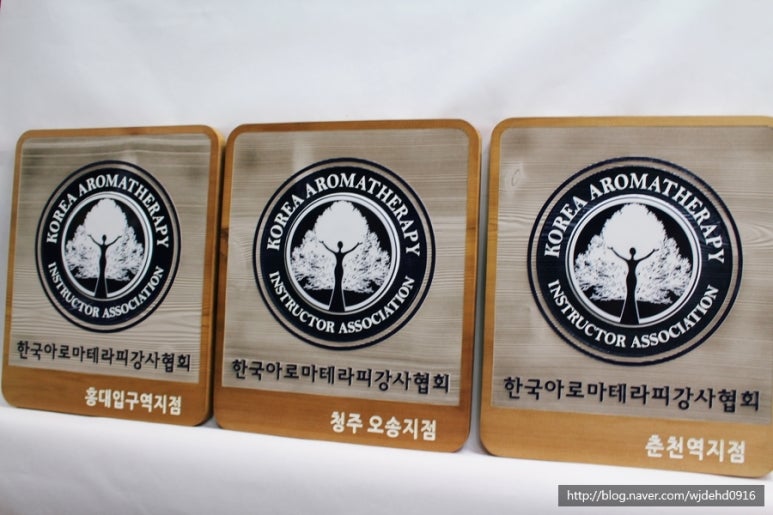 KOREA AROMATHERAPY
INSTRUCTOR ASSOCIATION
한국아로마테라피강사협회
홍대입구역지점
KOREA AROMATHERAPY
INSTRUCTOR ASSOCIATION
한국아로마테라피강사협회
청주 오송지점
KOREA AROMATHERAPY
INSTRUCTOR ASSOCIATION
한국아로마테라피강사협회
춘천역지점
http://blog.naver.com/wjdehd0916